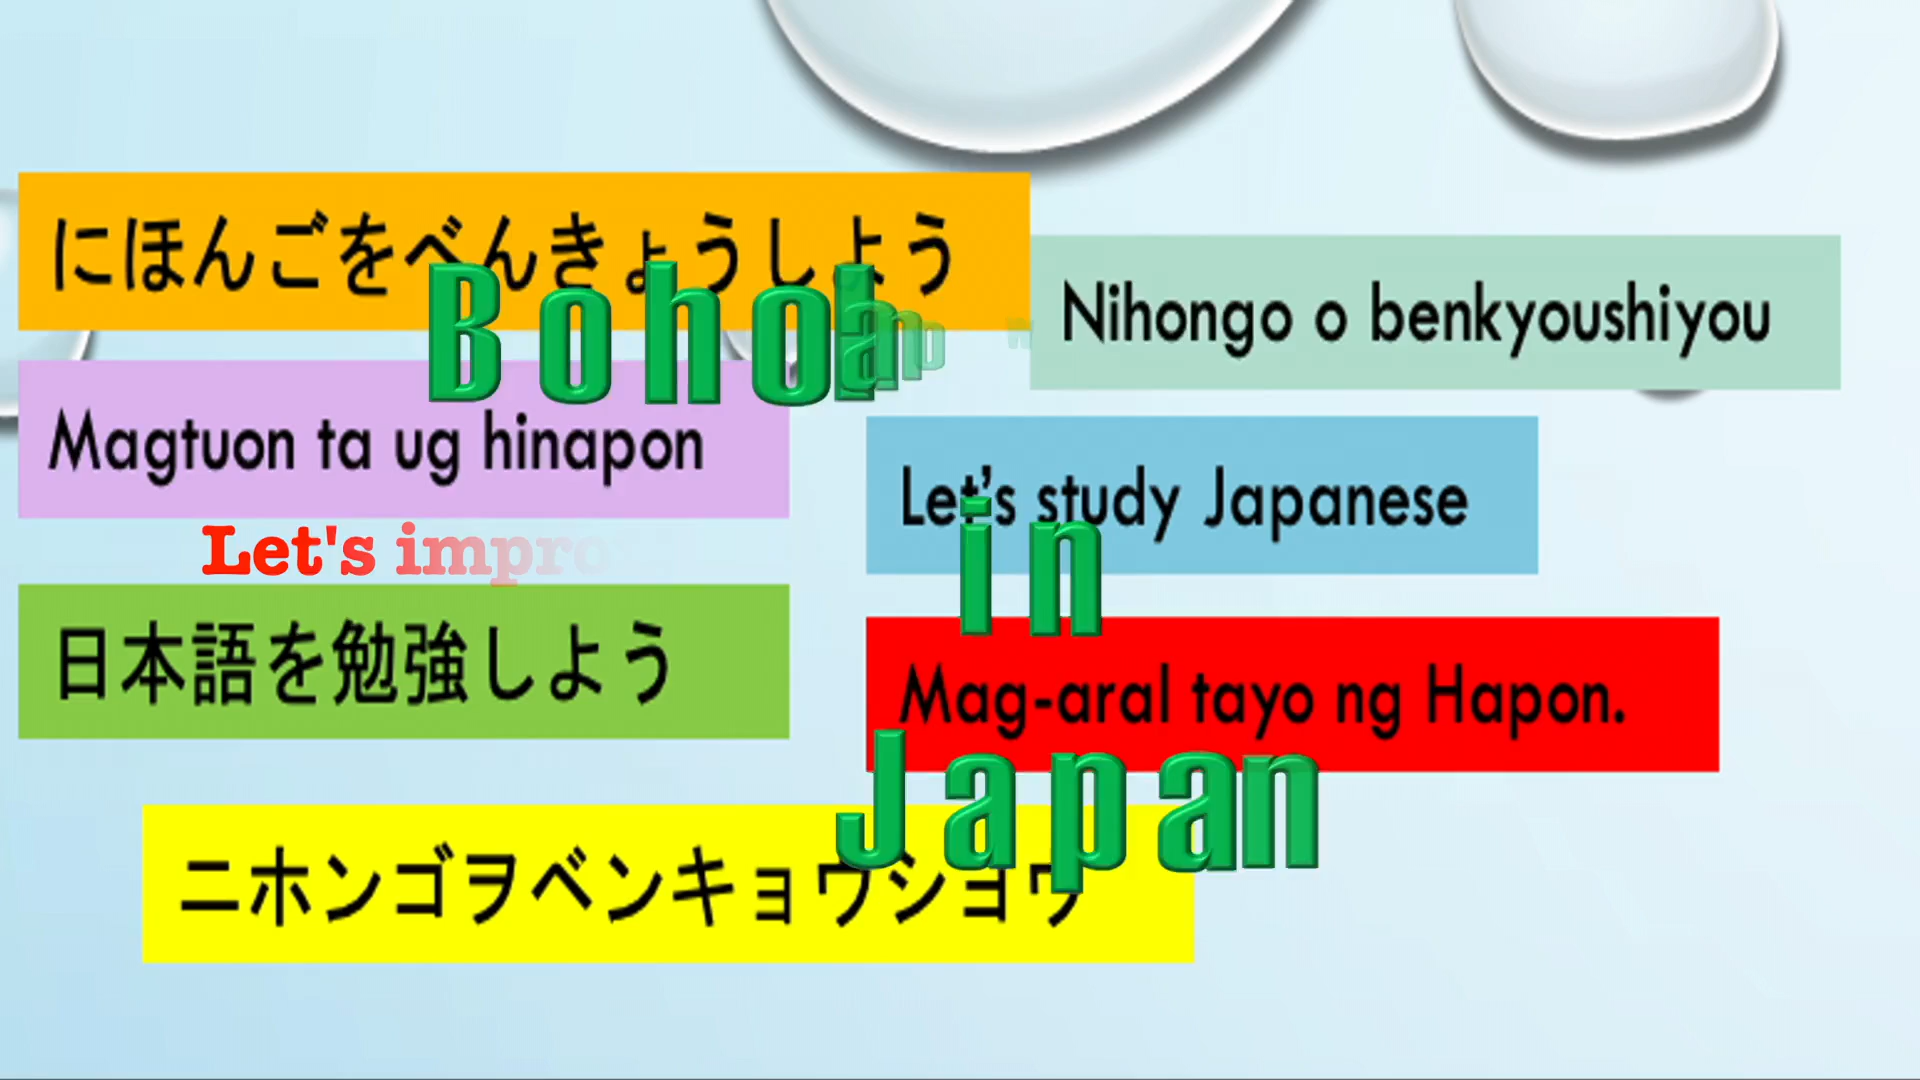 にほんごをべんきょうしよう
Nihongo o benkyoushiyou
Magtuon ta ug hinapon
Let's study Japanese
Let's
日本語を勉強しよう
Mag-aral tayo ng Hapon.
ニホンゴヲベンキョウショウ
in
Japan